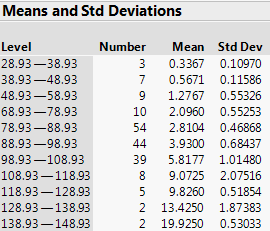 Means and Std Deviations
Level Number Mean Std Dev
28.93—38.93 3 0.3367 0.10970
38.93—48.93 7 0.5671 0.11586
48.93—58.93 9 1.2767 0.55326
68.93—78.93 10 2.0960 0.55253
78.93—88.93 54 2.8104 0.46868
88.93—98.93 44 3.9300 0.68437
98.93—108.93 39 5.8177 1.01480
108.93—118.93 8 9.0725 2.07516
118.93—128.93 5 9.8260 0.51854
128.93—138.93 2 13.4250 1.87383
138.93—148.93 2 19.9250 0.53033